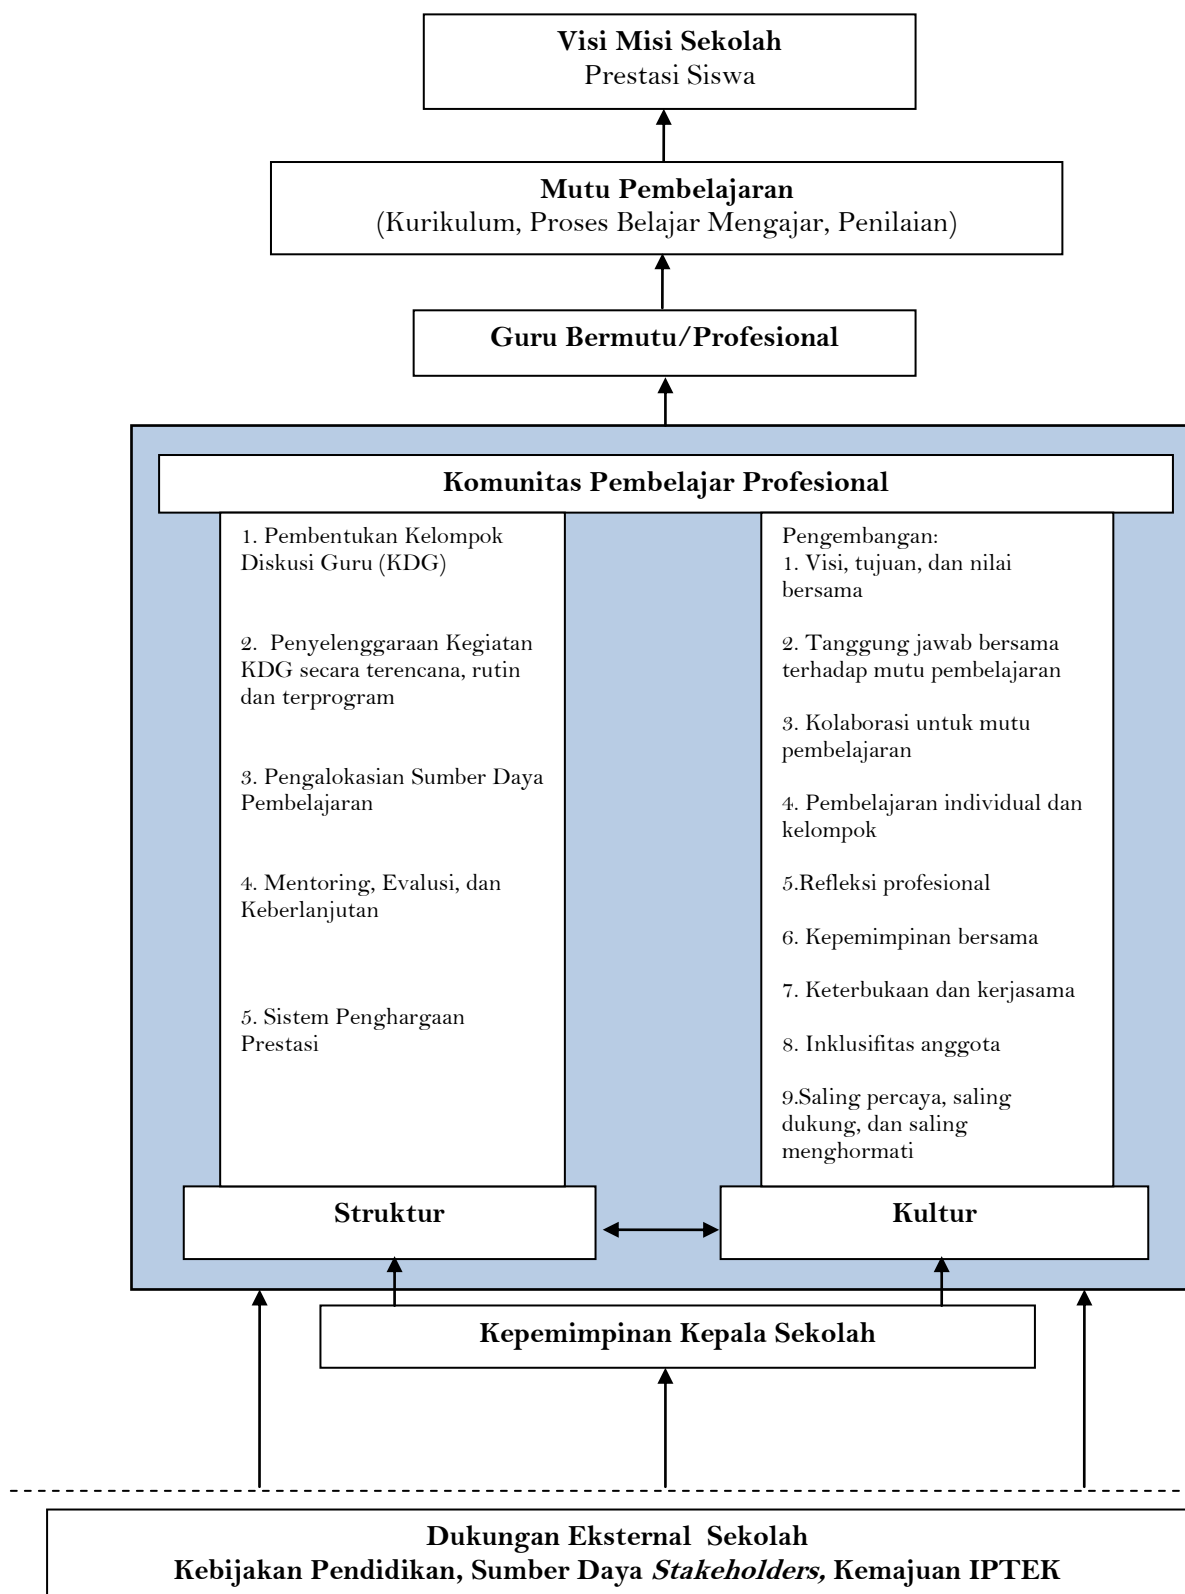 Visi Misi Sekolah
Prestasi Siswa
Mutu Pembelajaran
(Kurikulum, Proses Belajar Mengajar, Penilaian)
Guru Bermutu/Profesional
Komunitas Pembelajar Profesional
1. Pembentukan Kelompok
Diskusi Guru (KDG)
2. Penyelenggaraan Kegiatan
KDG secara terencana, rutin
dan terprogram
3. Pengalokasian Sumber Daya
Pembelajaran
4. Mentoring, Evalusi, dan
Keberlanjutan
5. Sistem Penghargaan
Prestasi
Struktur
Pengembangan:
1. Visi, tujuan, dan nilai
bersama
2. Tanggung jawab bersama
terhadap mutu pembelajaran
3. Kolaborasi untuk mutu
pembelajaran
4. Pembelajaran individual dan
kelompok
5.Refleksi profesional
6. Kepemimpinan bersama
7. Keterbukaan dan kerjasama
8. Inklusifitas anggota
9.Saling percaya, saling
dukung, dan saling
menghormati
Kultur
Kepemimpinan Kepala Sekolah
Dukungan Eksternal Sekolah
Kebijakan Pendidikan, Sumber Daya Stakeholders, Kemajuan IPTEK